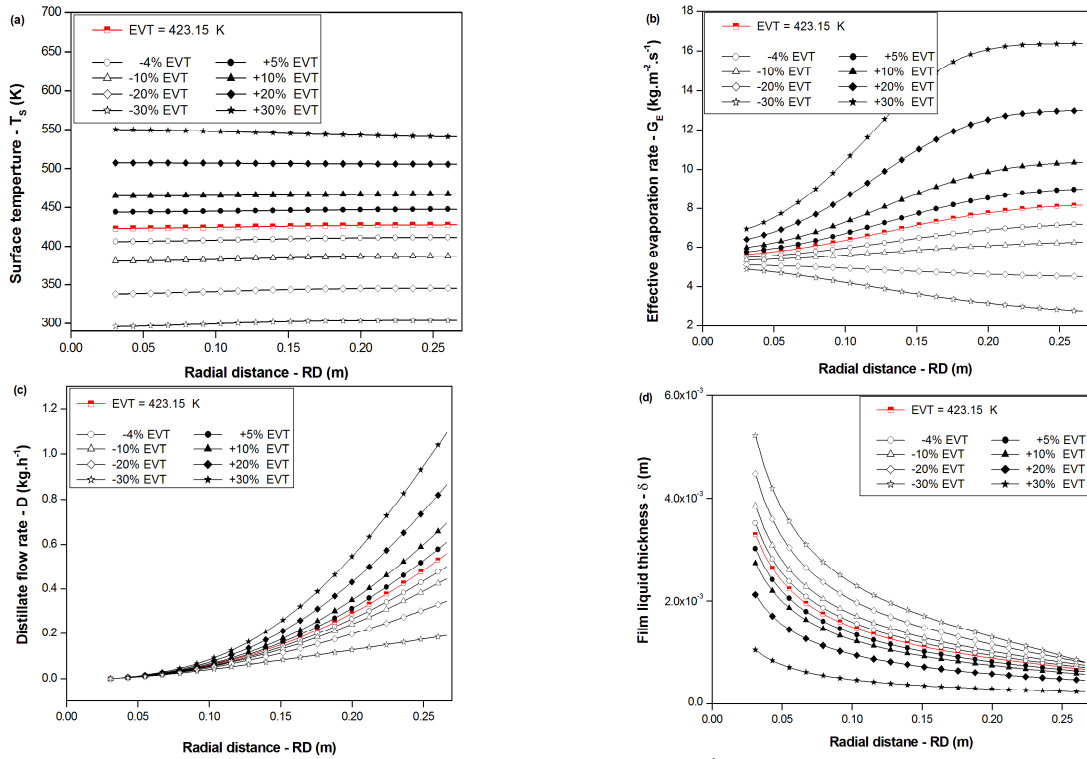 (a)
EVT = 423.15 K
-4% EVT
+5% EVT
-10% EVT
+10% EVT
-20% EVT
+20% EVT
-30% EVT
+30% EVT
700
650
600
550
500
450
400
350
300
Surface temperture - TS (K)
0.00 0.05 0.10 0.15 0.20 0.25
Radial distance - RD (m)
(b)
EVT = 423.15 K
-4% EVT
+5% EVT
-10% EVT
+10% EVT
-20% EVT
+20% EVT
-30% EVT
+30% EVT
18
16
14
12
10
8
6
4
2
Effective evaporation rate - GE (kg.m-2.s-1)
0.00 0.05 0.10 0.15 0.20 0.25
Radial distance - RD (m)
(c)
EVT = 423.15 K
-4% EVT
+5% EVT
-10% EVT
+10% EVT
-20% EVT
+20% EVT
-30% EVT
+30% EVT
1.2
1.0
0.8
0.6
0.4
0.2
0.0
Distillate flow rate - D (kg.h-1)
0.00 0.05 0.10 0.15 0.20 0.25
Radial distance - RD (m)
(d)
EVT = 423.15 K
-4% EVT
+5% EVT
-10% EVT
+10% EVT
-20% EVT
+20% EVT
-30% EVT
+30% EVT
6.0x10-3
4.0x10-3
2.0x10-3
0.0
Film liquid thickness - δ (m)
0.00 0.05 0.10 0.15 0.20 0.25
Radial distane - RD (m)